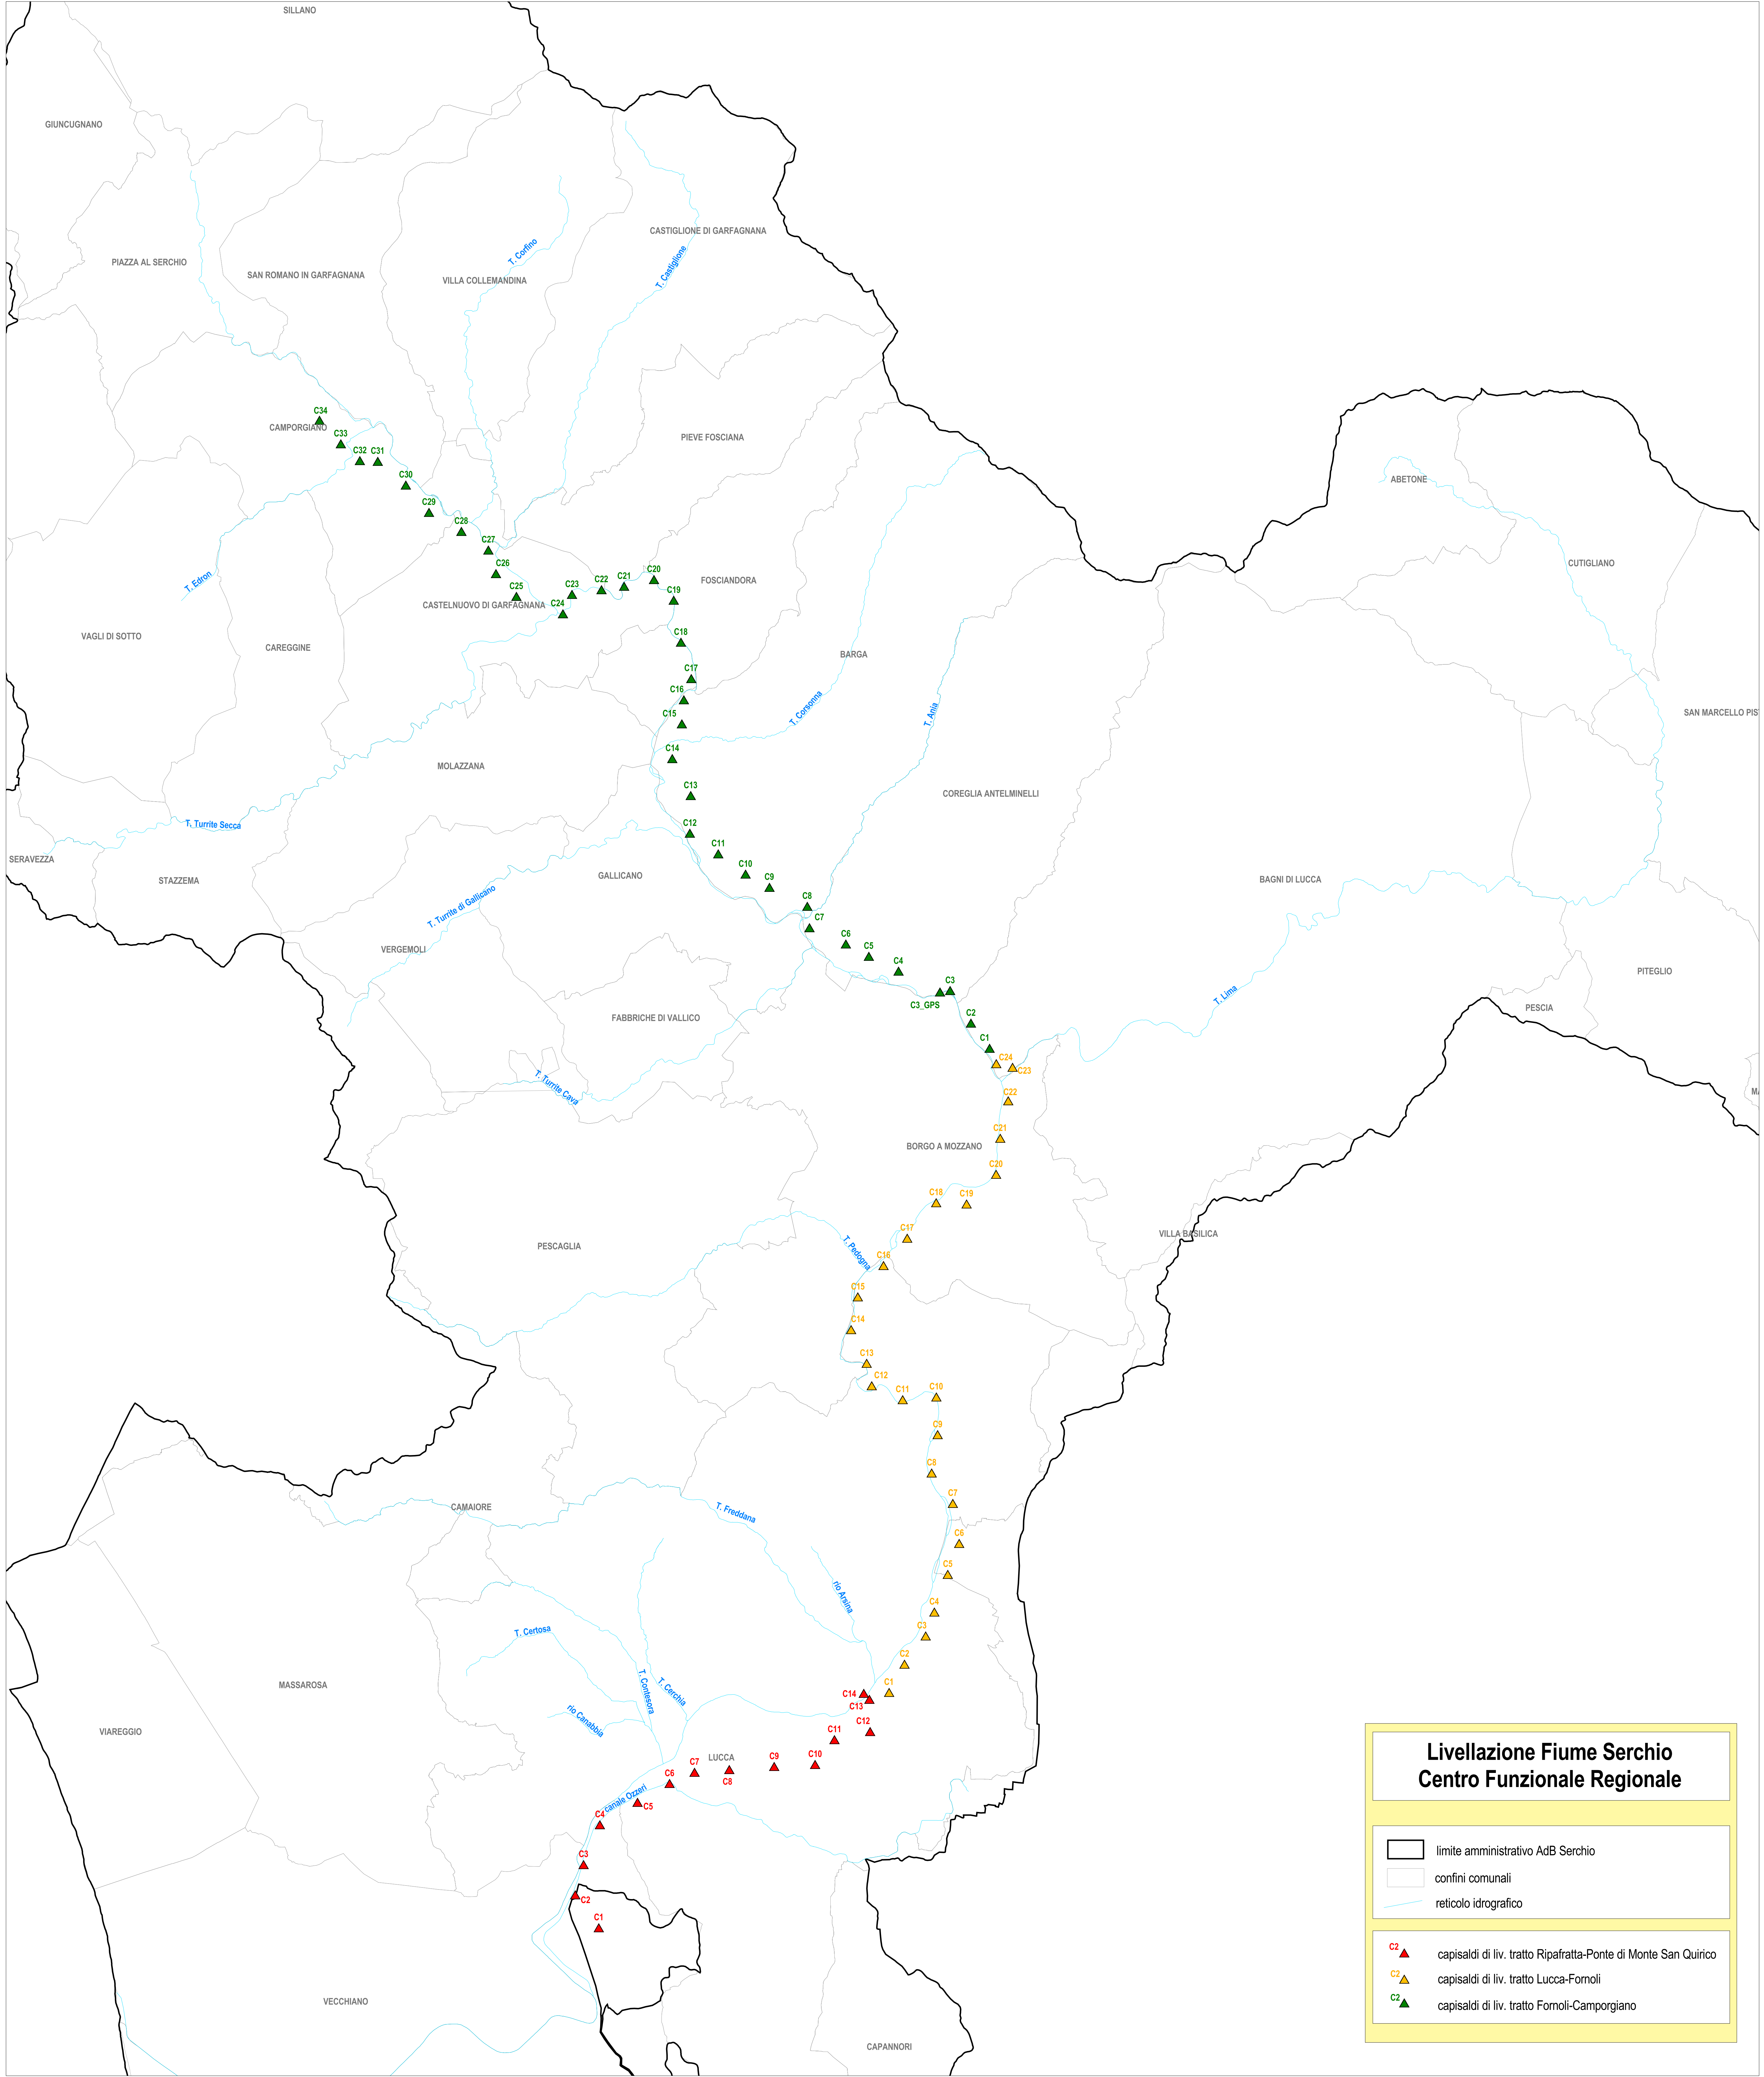 SILLANO
GIUNCUGNANO
CASTIGLIONE DI GARFAGNANA
T. Corfino
T. Castiglione
PIAZZA AL SERCHIO
SAN ROMANO IN GARFAGNANA
VILLA COLLEMANDINA
C34
CAMPORGIANO
C33
PIEVE FOSCIANA
C32
C31
C30
ABETONE
C29
C28
C27
CUTIGLIANO
C26
T. Edron
C25
C24
C23
C22
C21
C20
FOSCIANDORA
C19
CASTELNUOVO DI GARFAGNANA
VAGLI DI SOTTO
CAREGGINE
C18
BARGA
C17
C16
C15
T. Corsonna
T. Ania
SAN MARCELLO PIS
C14
MOLAZZANA
C13
COREGLIA ANTELMINELLI
T. Turrite Secca
C12
C11
SERAVEZZA
STAZZEMA
GALLICANO
C10
C9
BAGNI DI LUCCA
T. Turrite di Gallicano
C8
C7
VERGEMOLI
C6
C5
C4
PITEGLIO
C3
C3_GPS
T. Lima
PESCIA
FABBRICHE DI VALLICO
C2
C1
C24
C23
T. Turrite Cava
MA
C22
C21
BORGO A MOZZANO
C20
C18
C19
C17
VILLA BASILICA
PESCAGLIA
T. Pedogna
C16
C15
C14
C13
C12
C11
C10
C9
C8
CAMAIORE
T. Freddana
C7
C6
C5
rio Arsina
C4
T. Certosa
C3
C2
MASSAROSA
T. Contesora
T. Cerchia
C14
C1
C13
VIAREGGIO
rio Canabbia
C12
C11
LUCCA
C10
C9
C8
C7
C6
canale Ozzeri
C5
C4
C3
C2
C1
VECCHIANO
CAPANNORI
Livellazione Fiume Serchio
Centro Funzionale Regionale
limite amministrativo AdB Serchio
confini comunali
reticolo idrografico
C2 capisaldi di liv. tratto Ripafratta-Ponte di Monte San Quirico
C2 capisaldi di liv. tratto Lucca-Fornoli
C2 capisaldi di liv. tratto Fornoli-Camporgiano